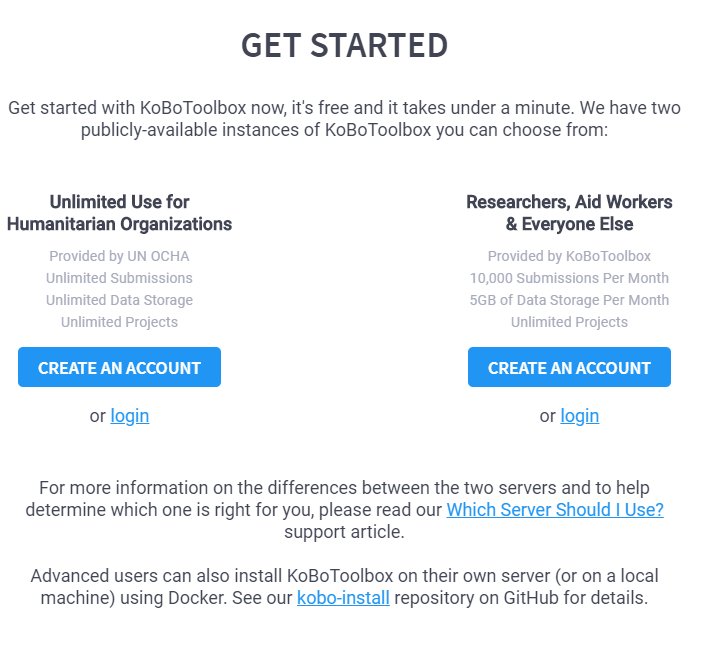 GET STARTED
Get started with KoBoToolbox now, it's free and it takes under a minute. We have two
publicly-available instances of KoBoToolbox you can choose from:
Unlimited Use for
Humanitarian Organizations
Provided by UN OCHA
Unlimited Submissions
Unlimited Data Storage
Unlimited Projects
CREATE AN ACCOUNT
or login
Researchers, Aid Workers
& Everyone Else
Provided by KoBoToolbox
10,000 Submissions Per Month
5GB of Data Storage Per Month
Unlimited Projects
CREATE AN ACCOUNT
or login
For more information on the differences between the two servers and to help
determine which one is right for you, please read our Which Server Should I Use?
support article.
Advanced users can also install KoBoToolbox on their own server (or on a local
machine) using Docker. See our kobo-install repository on GitHub for details.